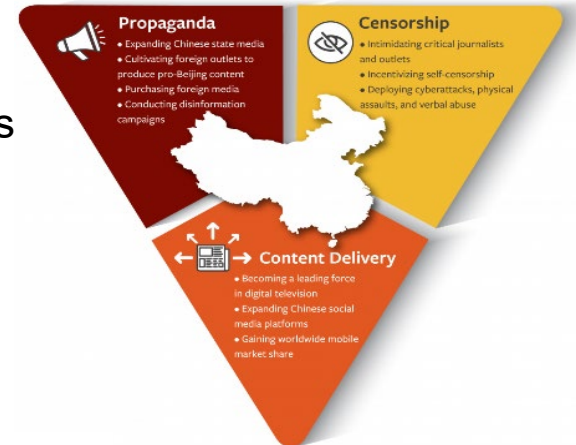 Propaganda
• Expanding Chinese state media
• Cultivating foreign outlets to
produce pro-Beijing content
• Purchasing foreign media
• Conducting disinformation
campaigns
Censorship
• Intimidating critical journalists
and outlets
• Incentivizing self-censorship
• Deploying cyberattacks, physical
assaults, and verbal abuse
s
Content Delivery
• Becoming a leading force
in digital television
• Expanding Chinese social
media platforms
• Gaining worldwide mobile
market share